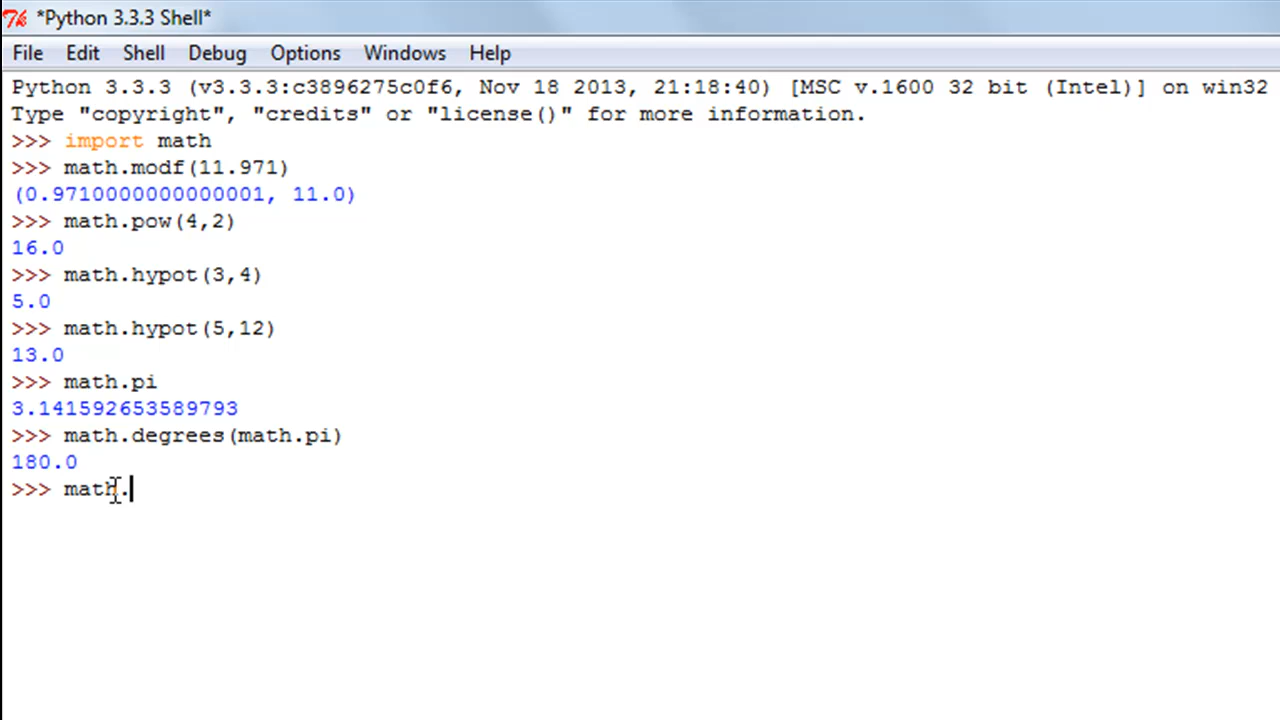 *Python 3.3.3 Shell*
File Edit Shell Debug Options Windows Help
Python 3.3.3 (v3.3.3:c3896275c0f6, Nov 18 2013, 21:18:40) [MSC v.1600 32 bit (Intel)] on win32
Type "copyright", "credits" or "license()" for more information.
>>> import math
>>> math.modf(11.971)
(0.9710000000000001, 11.0)
>>> math.pow(4,2)
16.0
>>> math.hypot(3,4)
5.0
>>> math.hypot(5,12)
13.0
>>> math.pi
3.141592653589793
>>> math.degrees(math.pi)
180.0
>>> math.